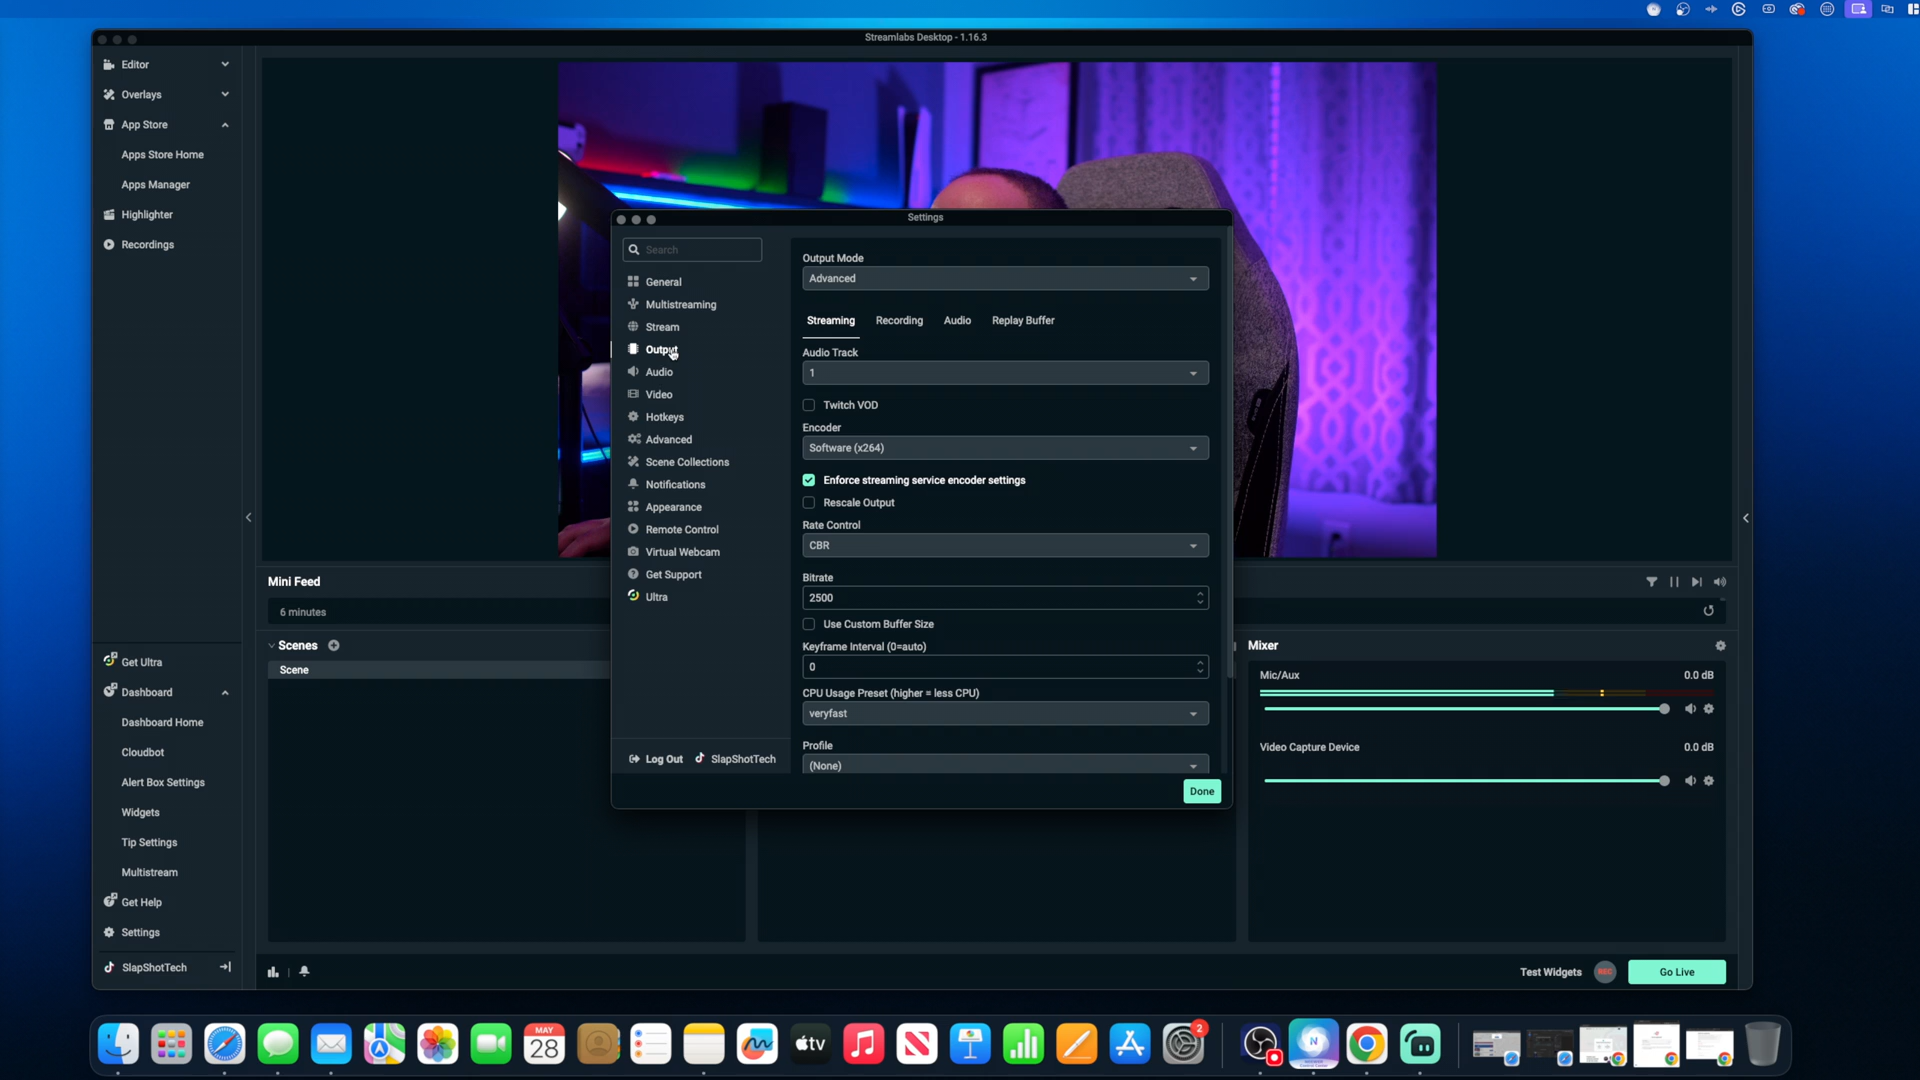 Streamlabs Desktop - 1.16.3
Editor
Overlays
App Store
Apps Store Home
Apps Manager
Highlighter
Recordings
Settings
Search
General
Multistreaming
Stream
Output
Audio
Video
Hotkeys
Advanced
Scene Collections
Notifications
Appearance
Remote Control
Virtual Webcam
Get Support
Ultra
Log Out
SlapShotTech
Output Mode
Advanced
Streaming Recording Audio Replay Buffer
Audio Track
1
Twitch VOD
Encoder
Software (x264)
Enforce streaming service encoder settings
Rescale Output
Rate Control
CBR
Bitrate
2500
Use Custom Buffer Size
Keyframe Interval (0=auto)
0
CPU Usage Preset (higher = less CPU)
veryfast
Profile
(None)
Done
Mini Feed
6 minutes
Scenes
Scene
Mixer
Mic/Aux 0.0 dB
Video Capture Device 0.0 dB
Get Ultra
Dashboard
Dashboard Home
Cloudbot
Alert Box Settings
Widgets
Tip Settings
Multistream
Get Help
Settings
SlapShotTech
Test Widgets REC Go Live
MAY
28
tv
2
N